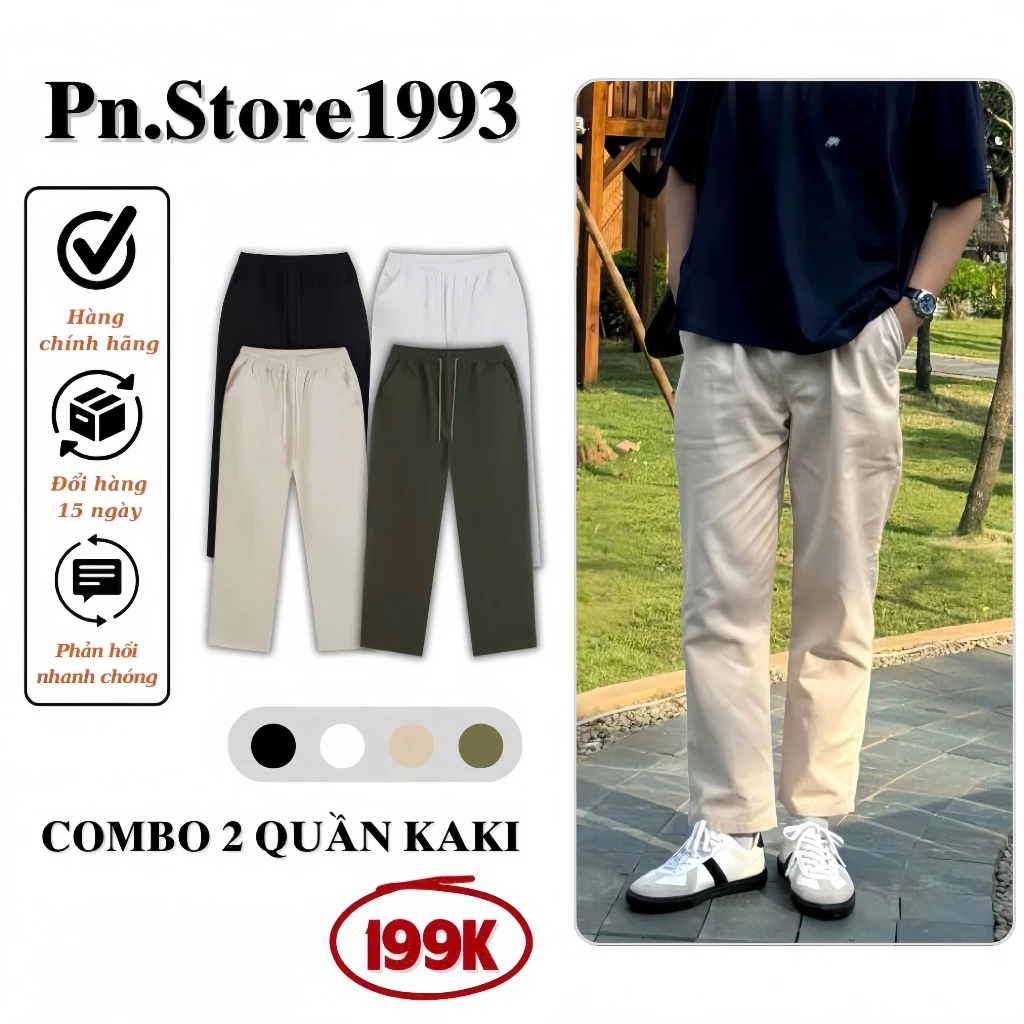 Pn.Store1993
Hàng
chính hãng
Đổi hàng
15 ngày
Phản hồi
nhanh chóng
COMBO 2 QUẦN KAKI
199K